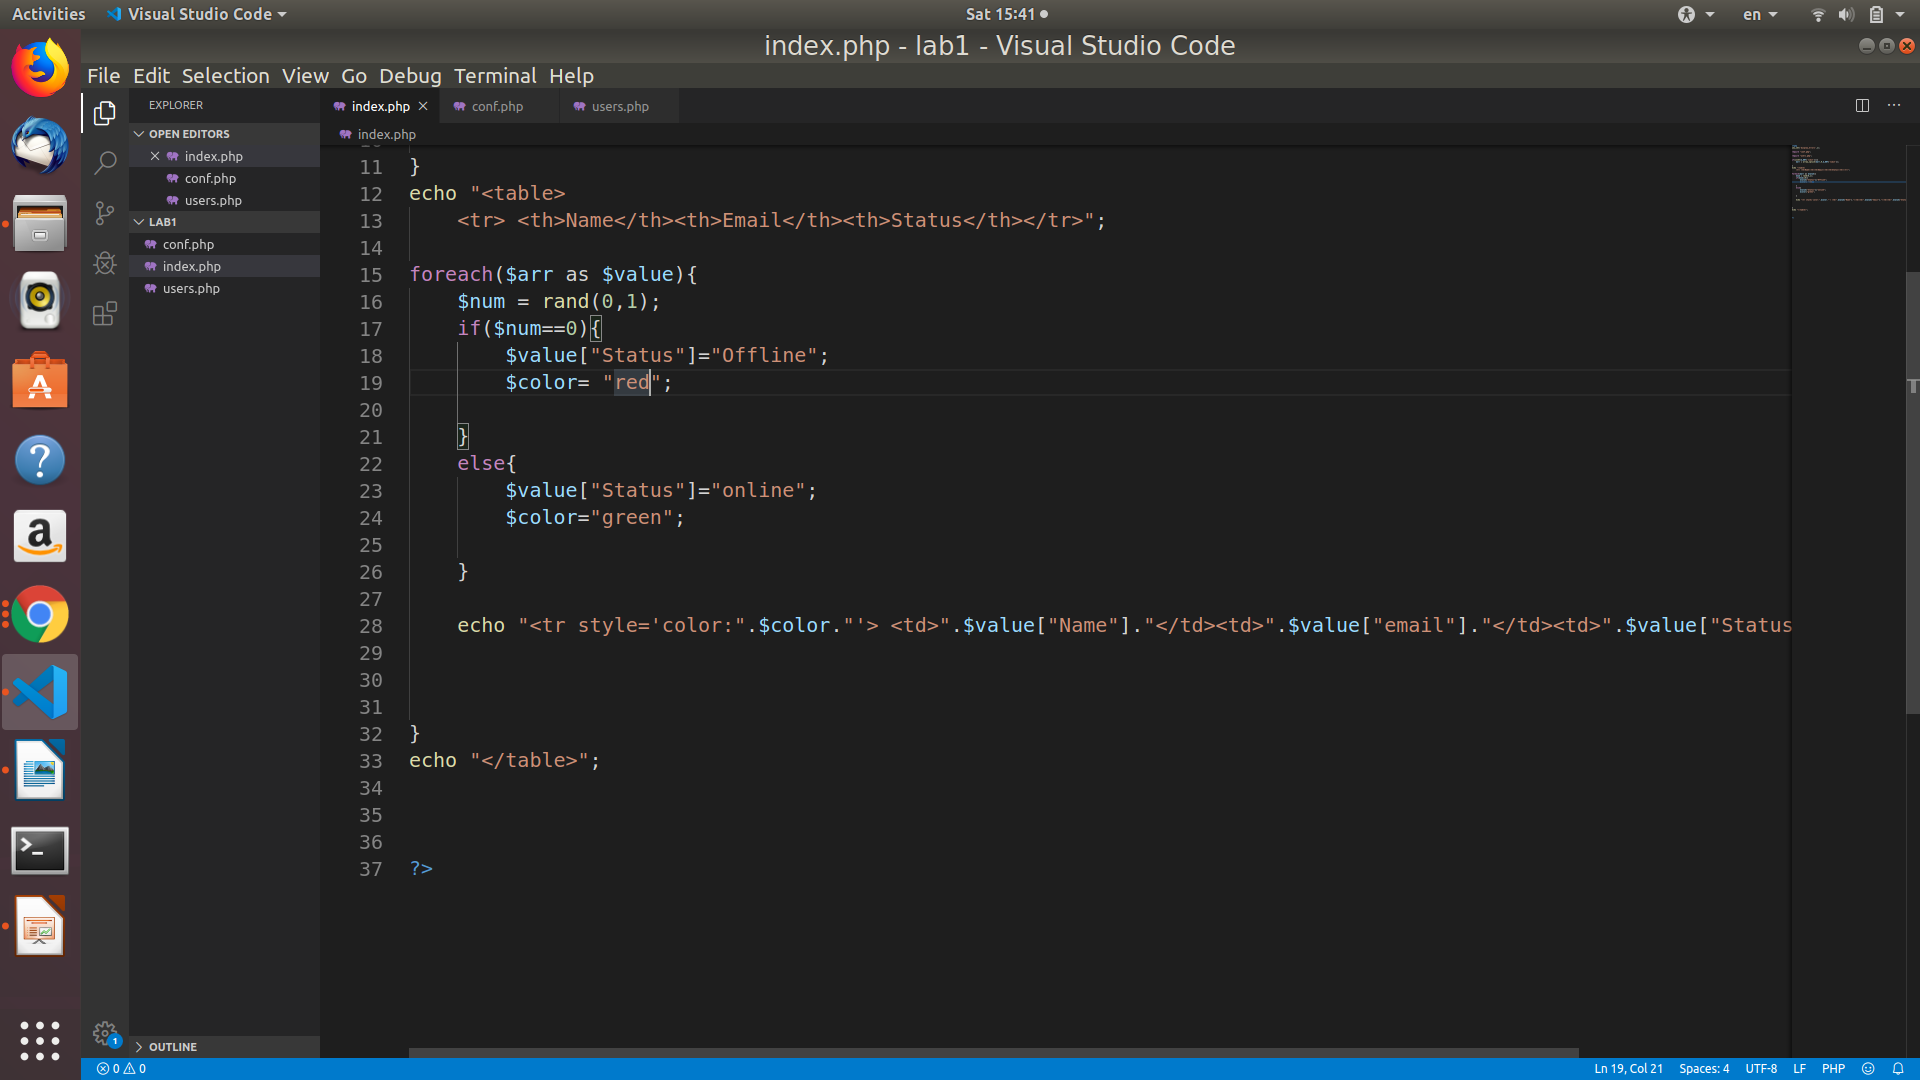 Activities
Visual Studio Code
Sat 15:41
en
index.php - lab1 - Visual Studio Code
File Edit Selection View Go Debug Terminal Help
EXPLORER
OPEN EDITORS
index.php
conf.php
users.php
LAB1
conf.php
index.php
users.php
OUTLINE
index.php
conf.php
users.php
index.php
11 }
12 echo "<table>
13 <tr> <th>Name</th><th>Email</th><th>Status</th></tr>";
14
15 foreach($arr as $value){
16 $num = rand(0,1);
17 if($num==0){
18 $value["Status"]="Offline";
19 $color= "red";
20
21 }
22 else{
23 $value["Status"]="online";
24 $color="green";
25
26 }
27
28 echo "<tr style='color:".$color."'> <td>".$value["Name"]."</td><td>".$value["email"]."</td><td>".$value["Status
29
30
31
32 }
33 echo "</table>";
34
35
36
37 ?>
1
0 0
Ln 19, Col 21 Spaces: 4 UTF-8 LF PHP